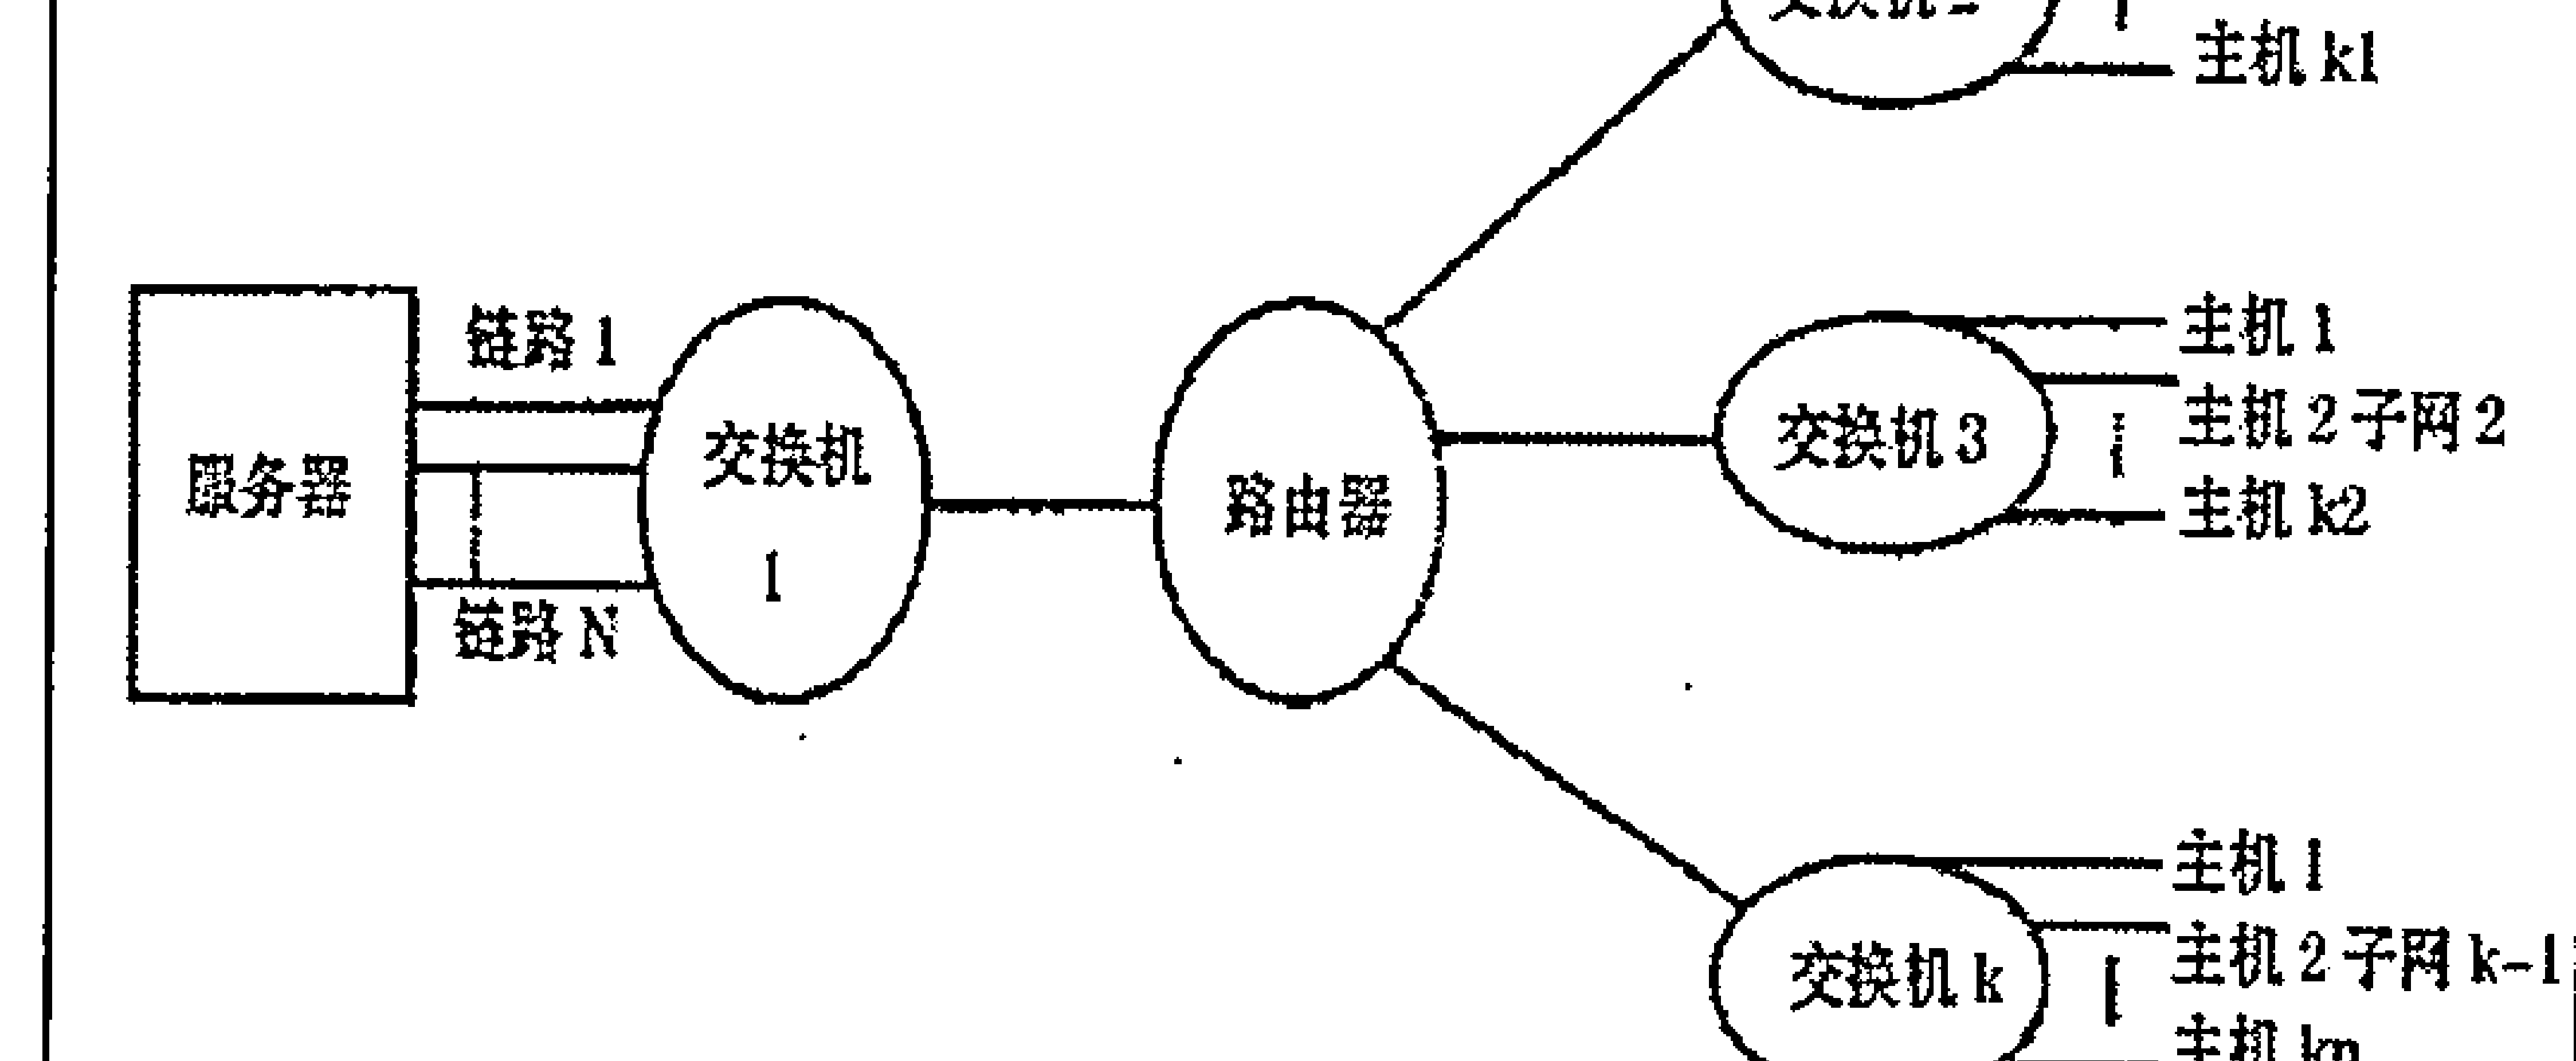 主机 k1
服务器
链路 1
链路 N
交换机
1
路由器
交换机 3
主机 1
主机 2 子网 2
主机 k2
交换机 k
主机 1
主机 2 子网 k-1